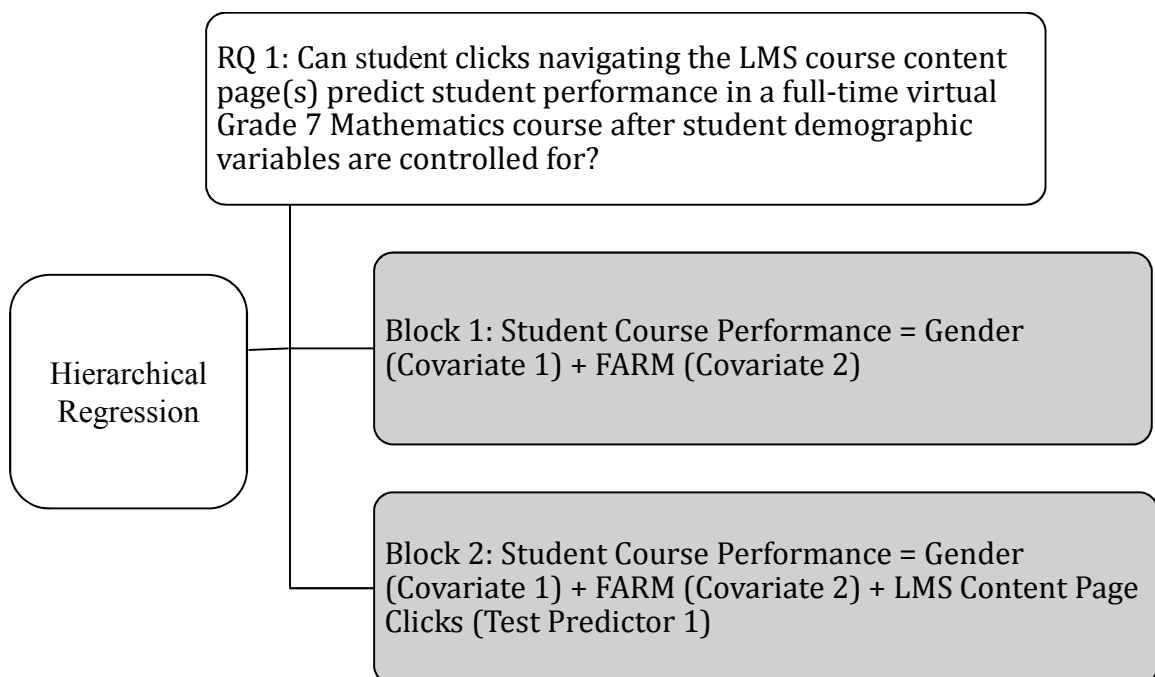 RQ 1: Can student clicks navigating the LMS course content
page(s) predict student performance in a full-time virtual
Grade 7 Mathematics course after student demographic
variables are controlled for?
Hierarchical
Regression
Block 1: Student Course Performance = Gender
(Covariate 1) + FARM (Covariate 2)
Block 2: Student Course Performance = Gender
(Covariate 1) + FARM (Covariate 2) + LMS Content Page
Clicks (Test Predictor 1)